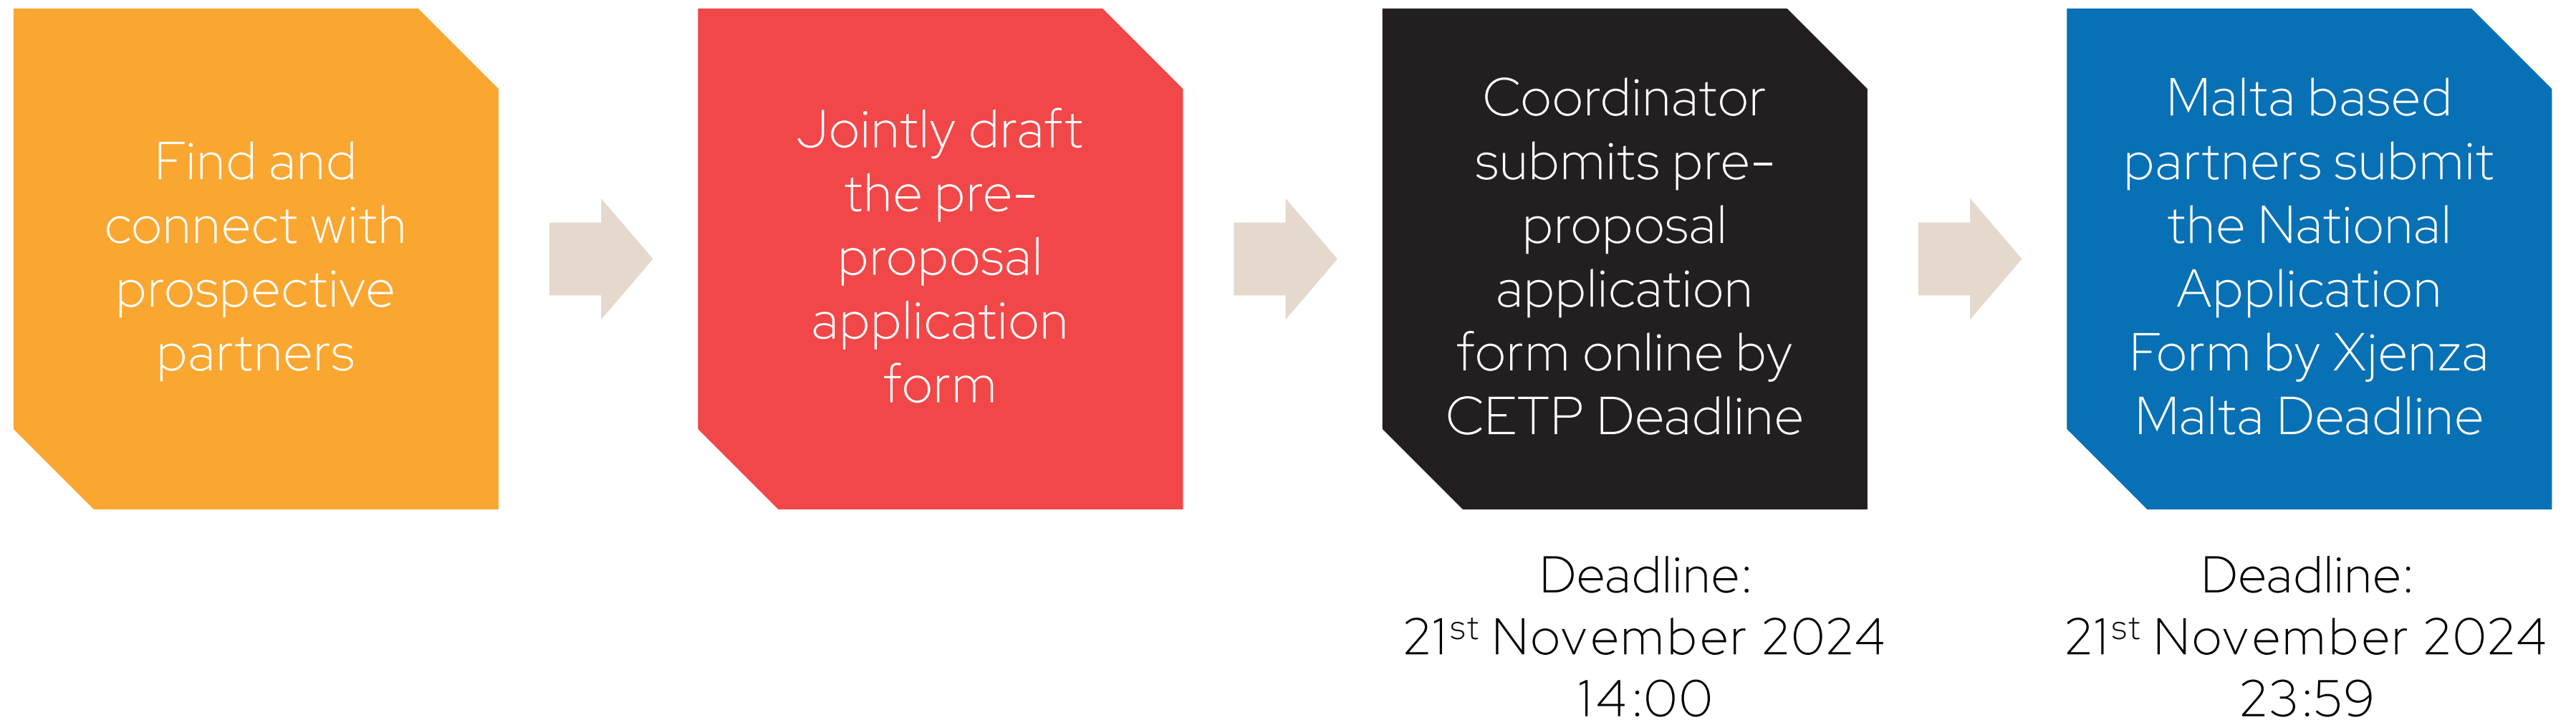 Find and
connect with
prospective
partners
Jointly draft
the pre-
proposal
application
form
Coordinator
submits pre-
proposal
application
form online by
CETP Deadline
Malta based
partners submit
the National
Application
Form by Xjenza
Malta Deadline
Deadline:
21st November 2024
14:00
Deadline:
21st November 2024
23:59